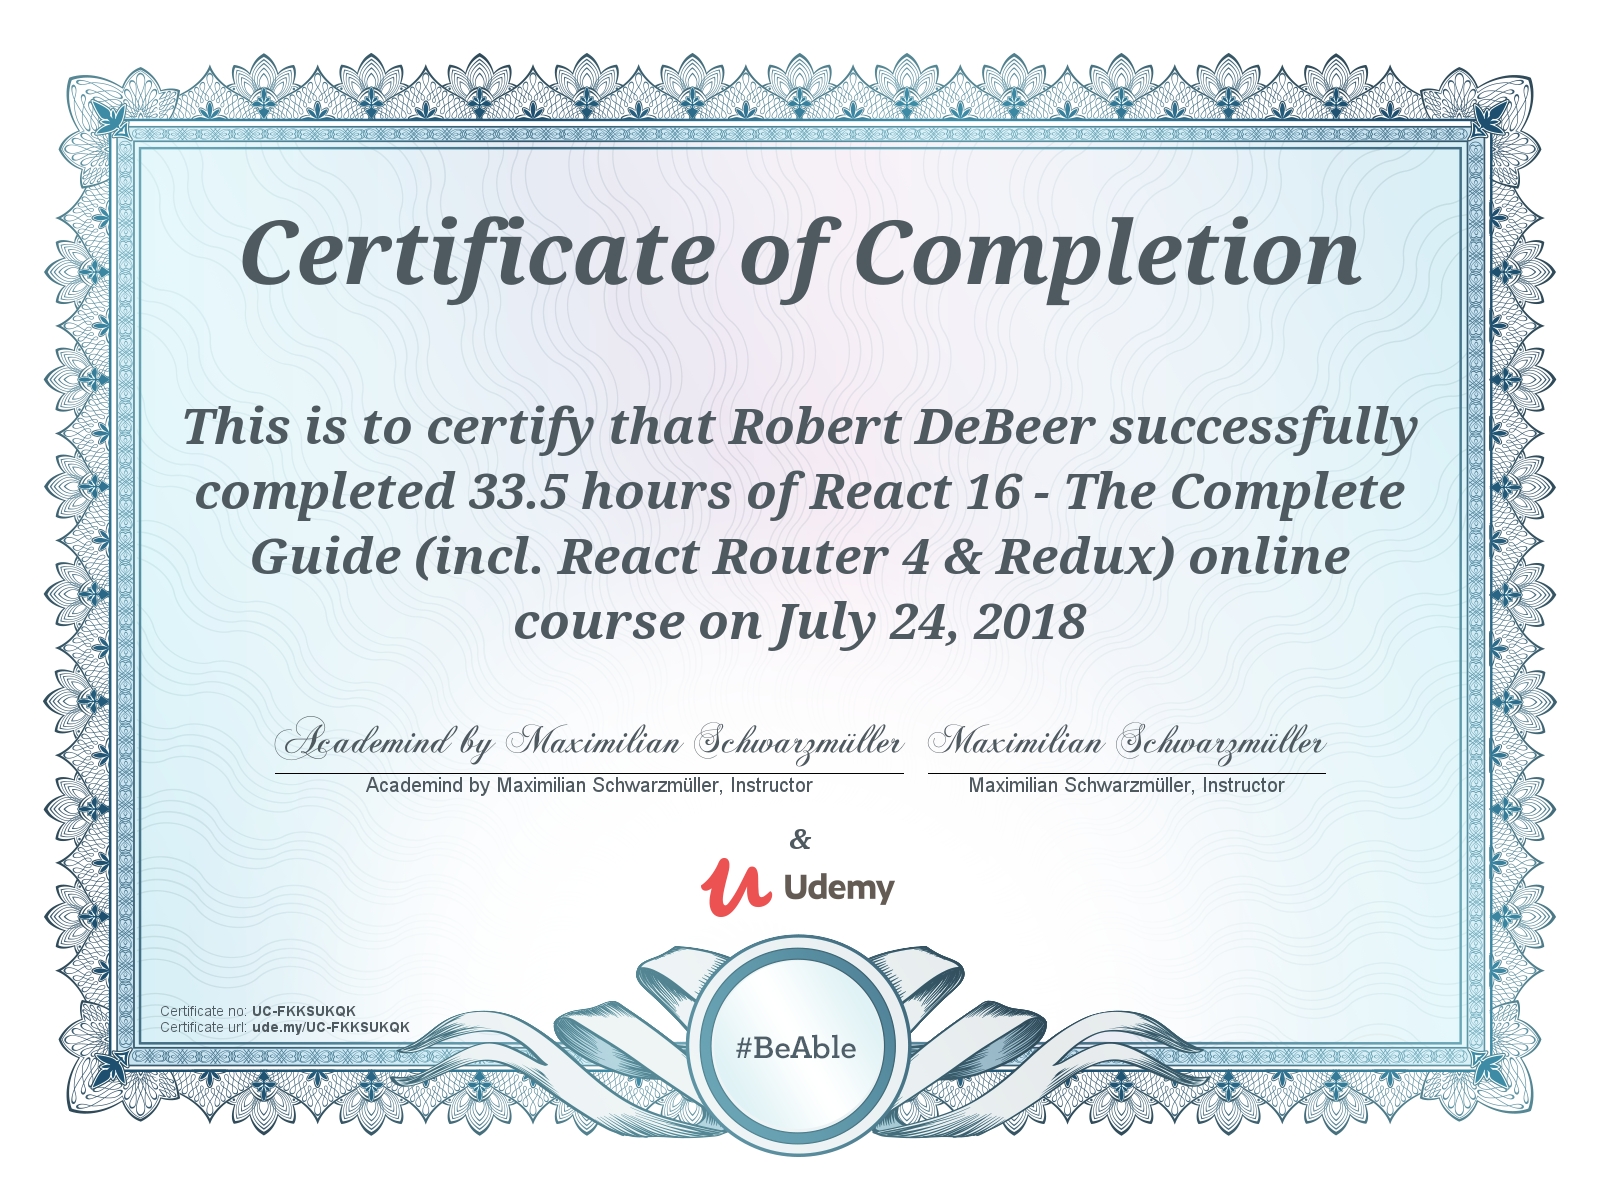 Certificate of Completion
This is to certify that Robert DeBeer successfully
completed 33.5 hours of React 16 - The Complete
Guide (incl. React Router 4 & Redux) online
course on July 24, 2018
Academind by Maximilian Schwarzmüller Maximilian Schwarzmüller
Academind by Maximilian Schwarzmüller, Instructor Maximilian Schwarzmüller, Instructor
&
Udemy
Certificate no: UC-FKKSUKQK
Certificate url: ude.my/UC-FKKSUKQK
#BeAble